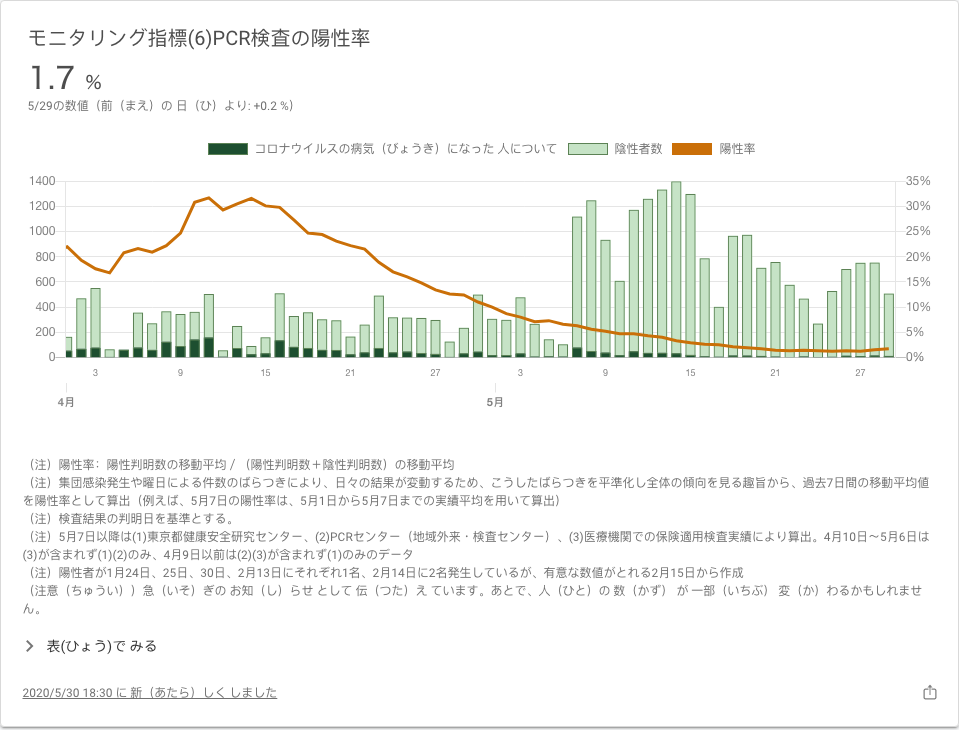 モニタリング指標(6)PCR検査の陽性率
1.7 %
5/29の数値（前（まえ）の 日（ひ）より: +0.2 %）
コロナウイルスの病気（びょうき）になった 人について 陰性者数 陽性率
1400 35%
1200 30%
1000 25%
800 20%
600 15%
400 10%
200 5%
0 0%
3 9 15 21 27 3 9 15 21 27
4月 5月
（注）陽性率：陽性判明数の移動平均 / （陽性判明数＋陰性判明数）の移動平均
（注）集団感染発生や曜日による件数のばらつきにより、日々の結果が変動するため、こうしたばらつきを平準化し全体の傾向を見る趣旨から、過去7日間の移動平均値
を陽性率として算出（例えば、5月7日の陽性率は、5月1日から5月7日までの実績平均を用いて算出）
（注）検査結果の判明日を基準とする。
（注）5月7日以降は(1)東京都健康安全研究センター、(2)PCRセンター（地域外来・検査センター）、(3)医療機関での保険適用検査実績により算出。4月10日～5月6日は
(3)が含まれず(1)(2)のみ、4月9日以前は(2)(3)が含まれず(1)のみのデータ
（注）陽性者が1月24日、25日、30日、2月13日にそれぞれ1名、2月14日に2名発生しているが、有意な数値がとれる2月15日から作成
（注意（ちゅうい））急（いそ）ぎの お知（し）らせ として 伝（つた）え ています。あとで、人（ひと）の 数（かず） が 一部（いちぶ） 変（か）わるかもしれませ
ん。
表(ひょう)で みる
2020/5/30 18:30 に 新（あたら）しく しました